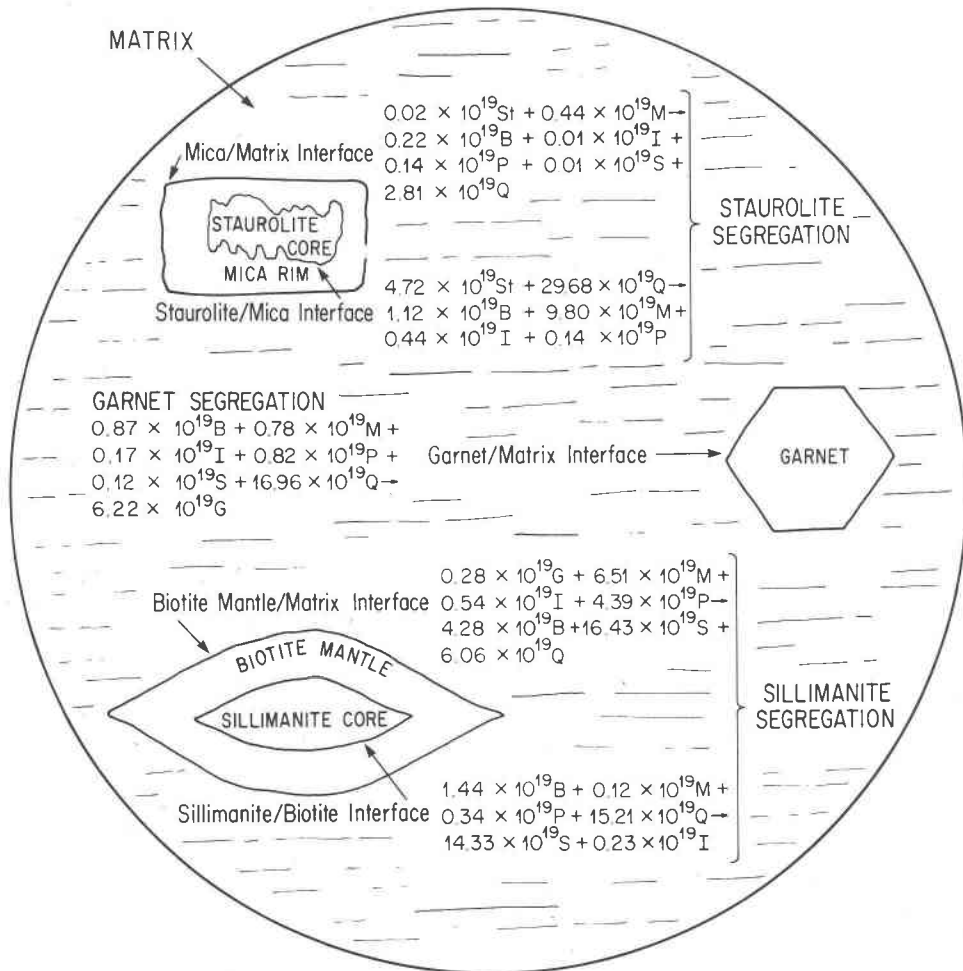 MATRIX
0.02 × 10¹⁹St + 0.44 × 10¹⁹M→
0.22 × 10¹⁹B + 0.01 × 10¹⁹I +
0.14 × 10¹⁹P + 0.01 × 10¹⁹S +
2.81 × 10¹⁹Q
Mica/Matrix Interface
STAUROLITE
CORE
MICA RIM
Staurolite/Mica Interface
4.72 × 10¹⁹St + 29.68 × 10¹⁹Q→
1.12 × 10¹⁹B + 9.80 × 10¹⁹M+
0.44 × 10¹⁹I + 0.14 × 10¹⁹P
STAUROLITE
SEGREGATION
GARNET SEGREGATION
0.87 × 10¹⁹B + 0.78 × 10¹⁹M +
0.17 × 10¹⁹I + 0.82 × 10¹⁹P +
0.12 × 10¹⁹S + 16.96 × 10¹⁹Q→
6.22 × 10¹⁹G
Garnet/Matrix Interface
GARNET
0.28 × 10¹⁹G + 6.51 × 10¹⁹M +
0.54 × 10¹⁹I + 4.39 × 10¹⁹P→
4.28 × 10¹⁹B +16.43 × 10¹⁹S +
6.06 × 10¹⁹Q
Biotite Mantle/Matrix Interface
BIOTITE MANTLE
SILLIMANITE CORE
Sillimanite/Biotite Interface
1.44 × 10¹⁹B + 0.12 × 10¹⁹M +
0.34 × 10¹⁹P + 15.21 × 10¹⁹Q→
14.33 × 10¹⁹S + 0.23 × 10¹⁹I
SILLIMANITE
SEGREGATION